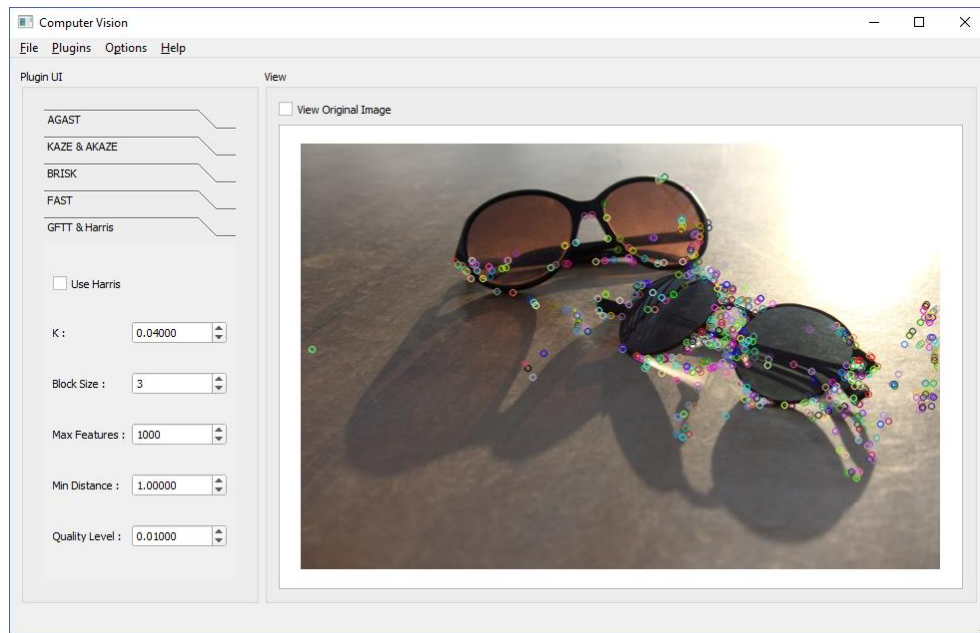 Computer Vision
File Plugins Options Help
Plugin UI
View
AGAST
KAZE & AKAZE
BRISK
FAST
GFTT & Harris
Use Harris
K : 0.04000
Block Size : 3
Max Features : 1000
Min Distance : 1.00000
Quality Level : 0.01000
View Original Image